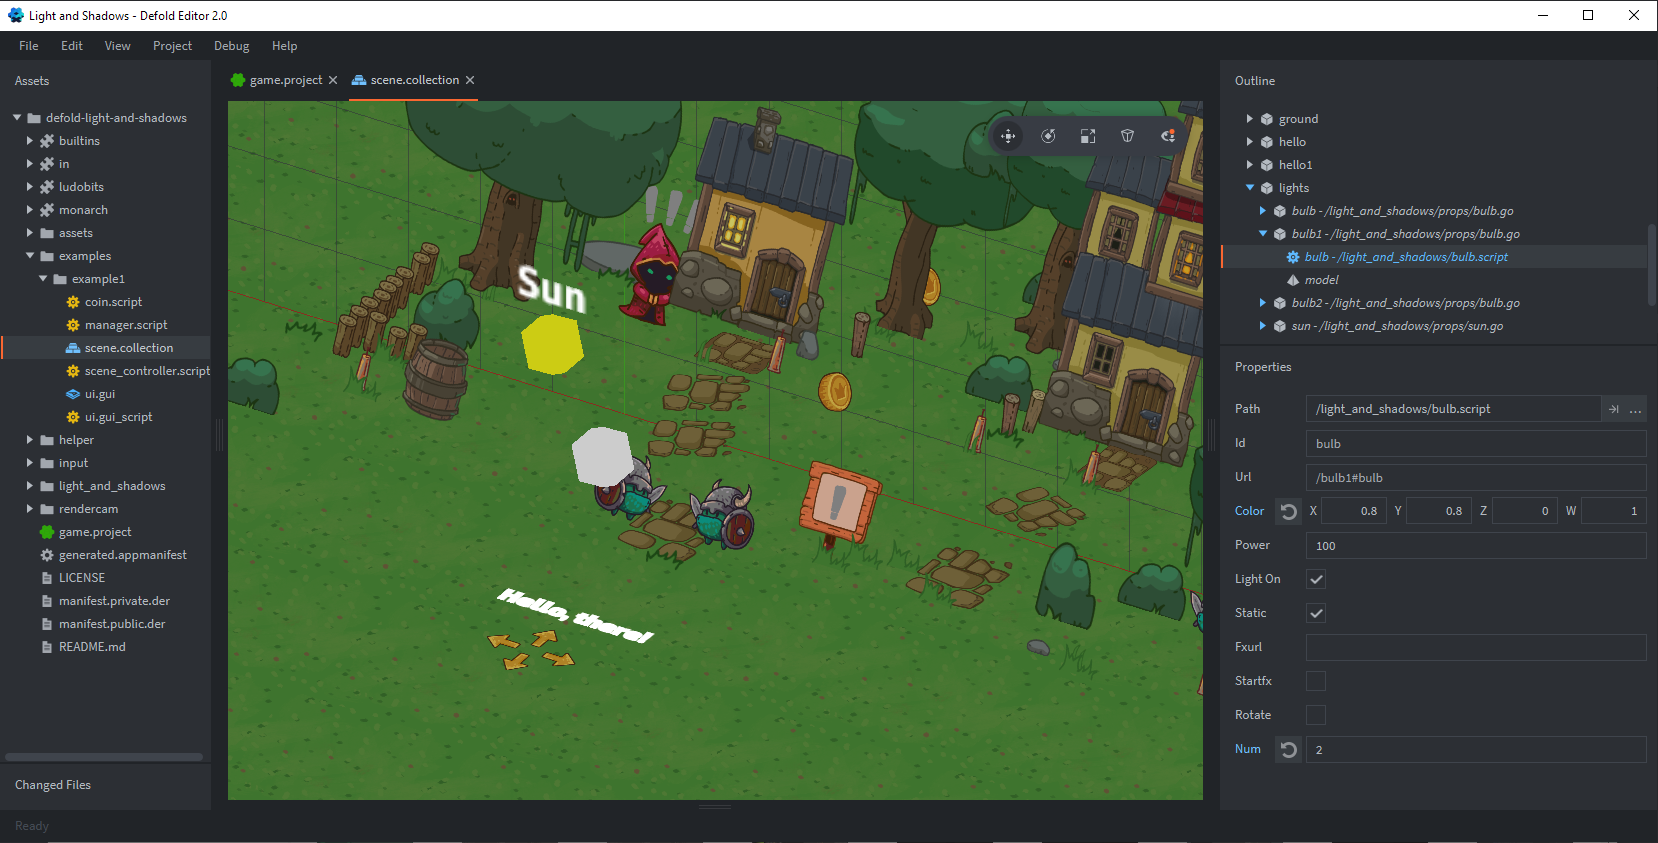 Light and Shadows - Defold Editor 2.0
File Edit View Project Debug Help
Assets
defold-light-and-shadows
builtins
in
ludobits
monarch
assets
examples
example1
coin.script
manager.script
scene.collection
scene_controller.script
ui.gui
ui.gui_script
helper
input
light_and_shadows
rendercam
game.project
generated.appmanifest
LICENSE
manifest.private.der
manifest.public.der
README.md
Changed Files
Ready
game.project scene.collection
Sun
Hello, there!
Outline
ground
hello
hello1
lights
bulb - /light_and_shadows/props/bulb.go
bulb1 - /light_and_shadows/props/bulb.go
bulb - /light_and_shadows/bulb.script
model
bulb2 - /light_and_shadows/props/bulb.go
sun - /light_and_shadows/props/sun.go
Properties
Path /light_and_shadows/bulb.script ...
Id bulb
Url /bulb1#bulb
Color X 0.8 Y 0.8 Z 0 W 1
Power 100
Light On
Static
Fxurl
Startfx
Rotate
Num 2